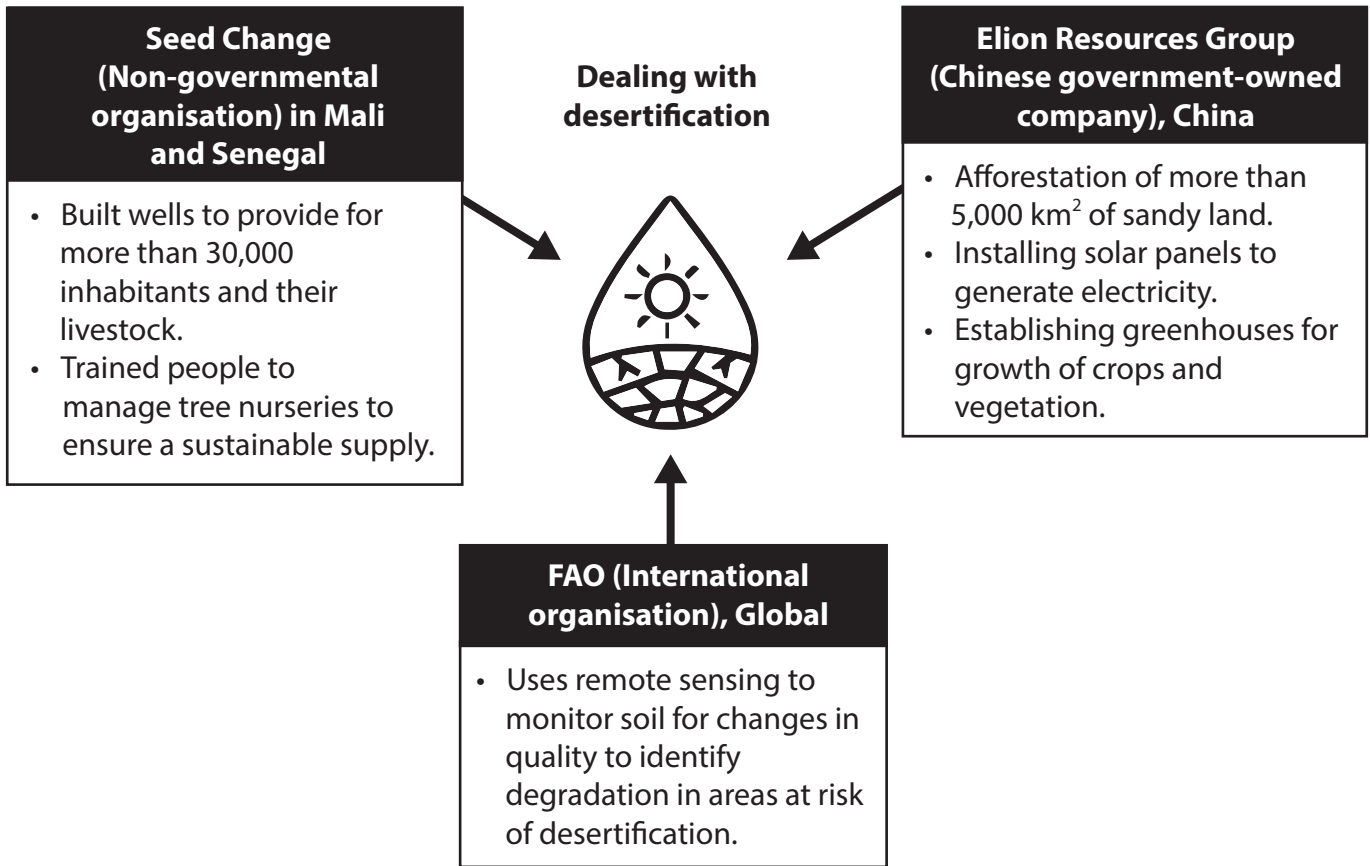 Seed Change
(Non-governmental
organisation) in Mali
and Senegal
• Built wells to provide for
more than 30,000
inhabitants and their
livestock.
• Trained people to
manage tree nurseries to
ensure a sustainable supply.
Dealing with
desertification
Elion Resources Group
(Chinese government-owned
company), China
• Afforestation of more than
5,000 km² of sandy land.
• Installing solar panels to
generate electricity.
• Establishing greenhouses for
growth of crops and
vegetation.
FAO (International
organisation), Global
• Uses remote sensing to
monitor soil for changes in
quality to identify
degradation in areas at risk
of desertification.